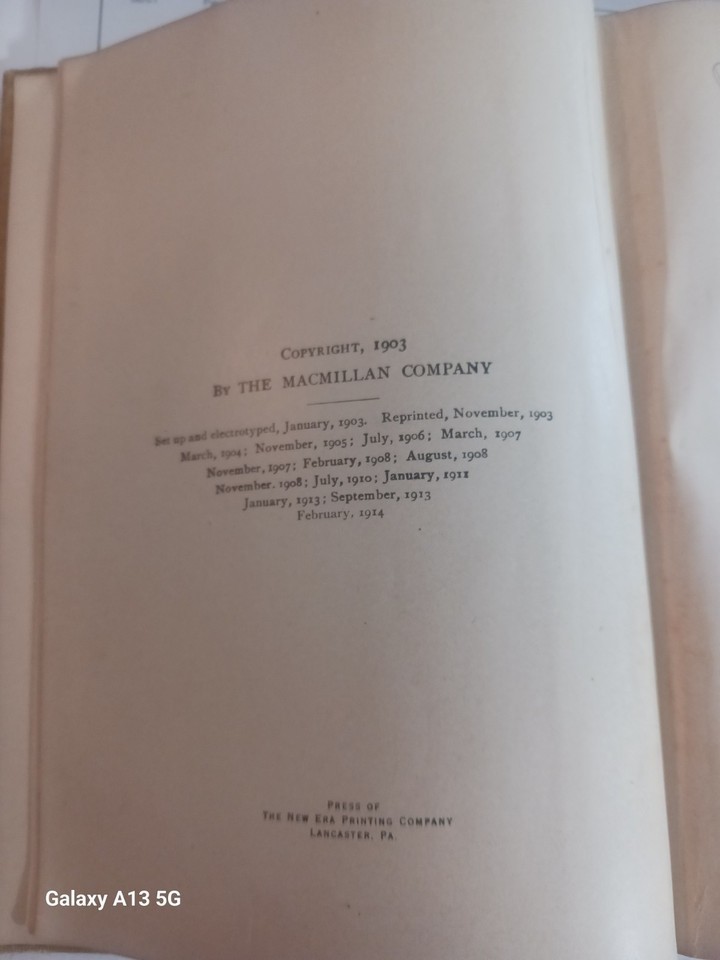 COPYRIGHT, 1903
BY THE MACMILLAN COMPANY
Set up and electrotyped, January, 1903. Reprinted, November, 1903
March, 1904; November, 1905; July, 1906; March, 1907
November, 1907; February, 1908; August, 1908
November. 1908; July, 1910; January, 1911
January, 1913; September, 1913
February, 1914
PRESS OF
THE NEW ERA PRINTING COMPANY
LANCASTER, PA.
Galaxy A13 5G